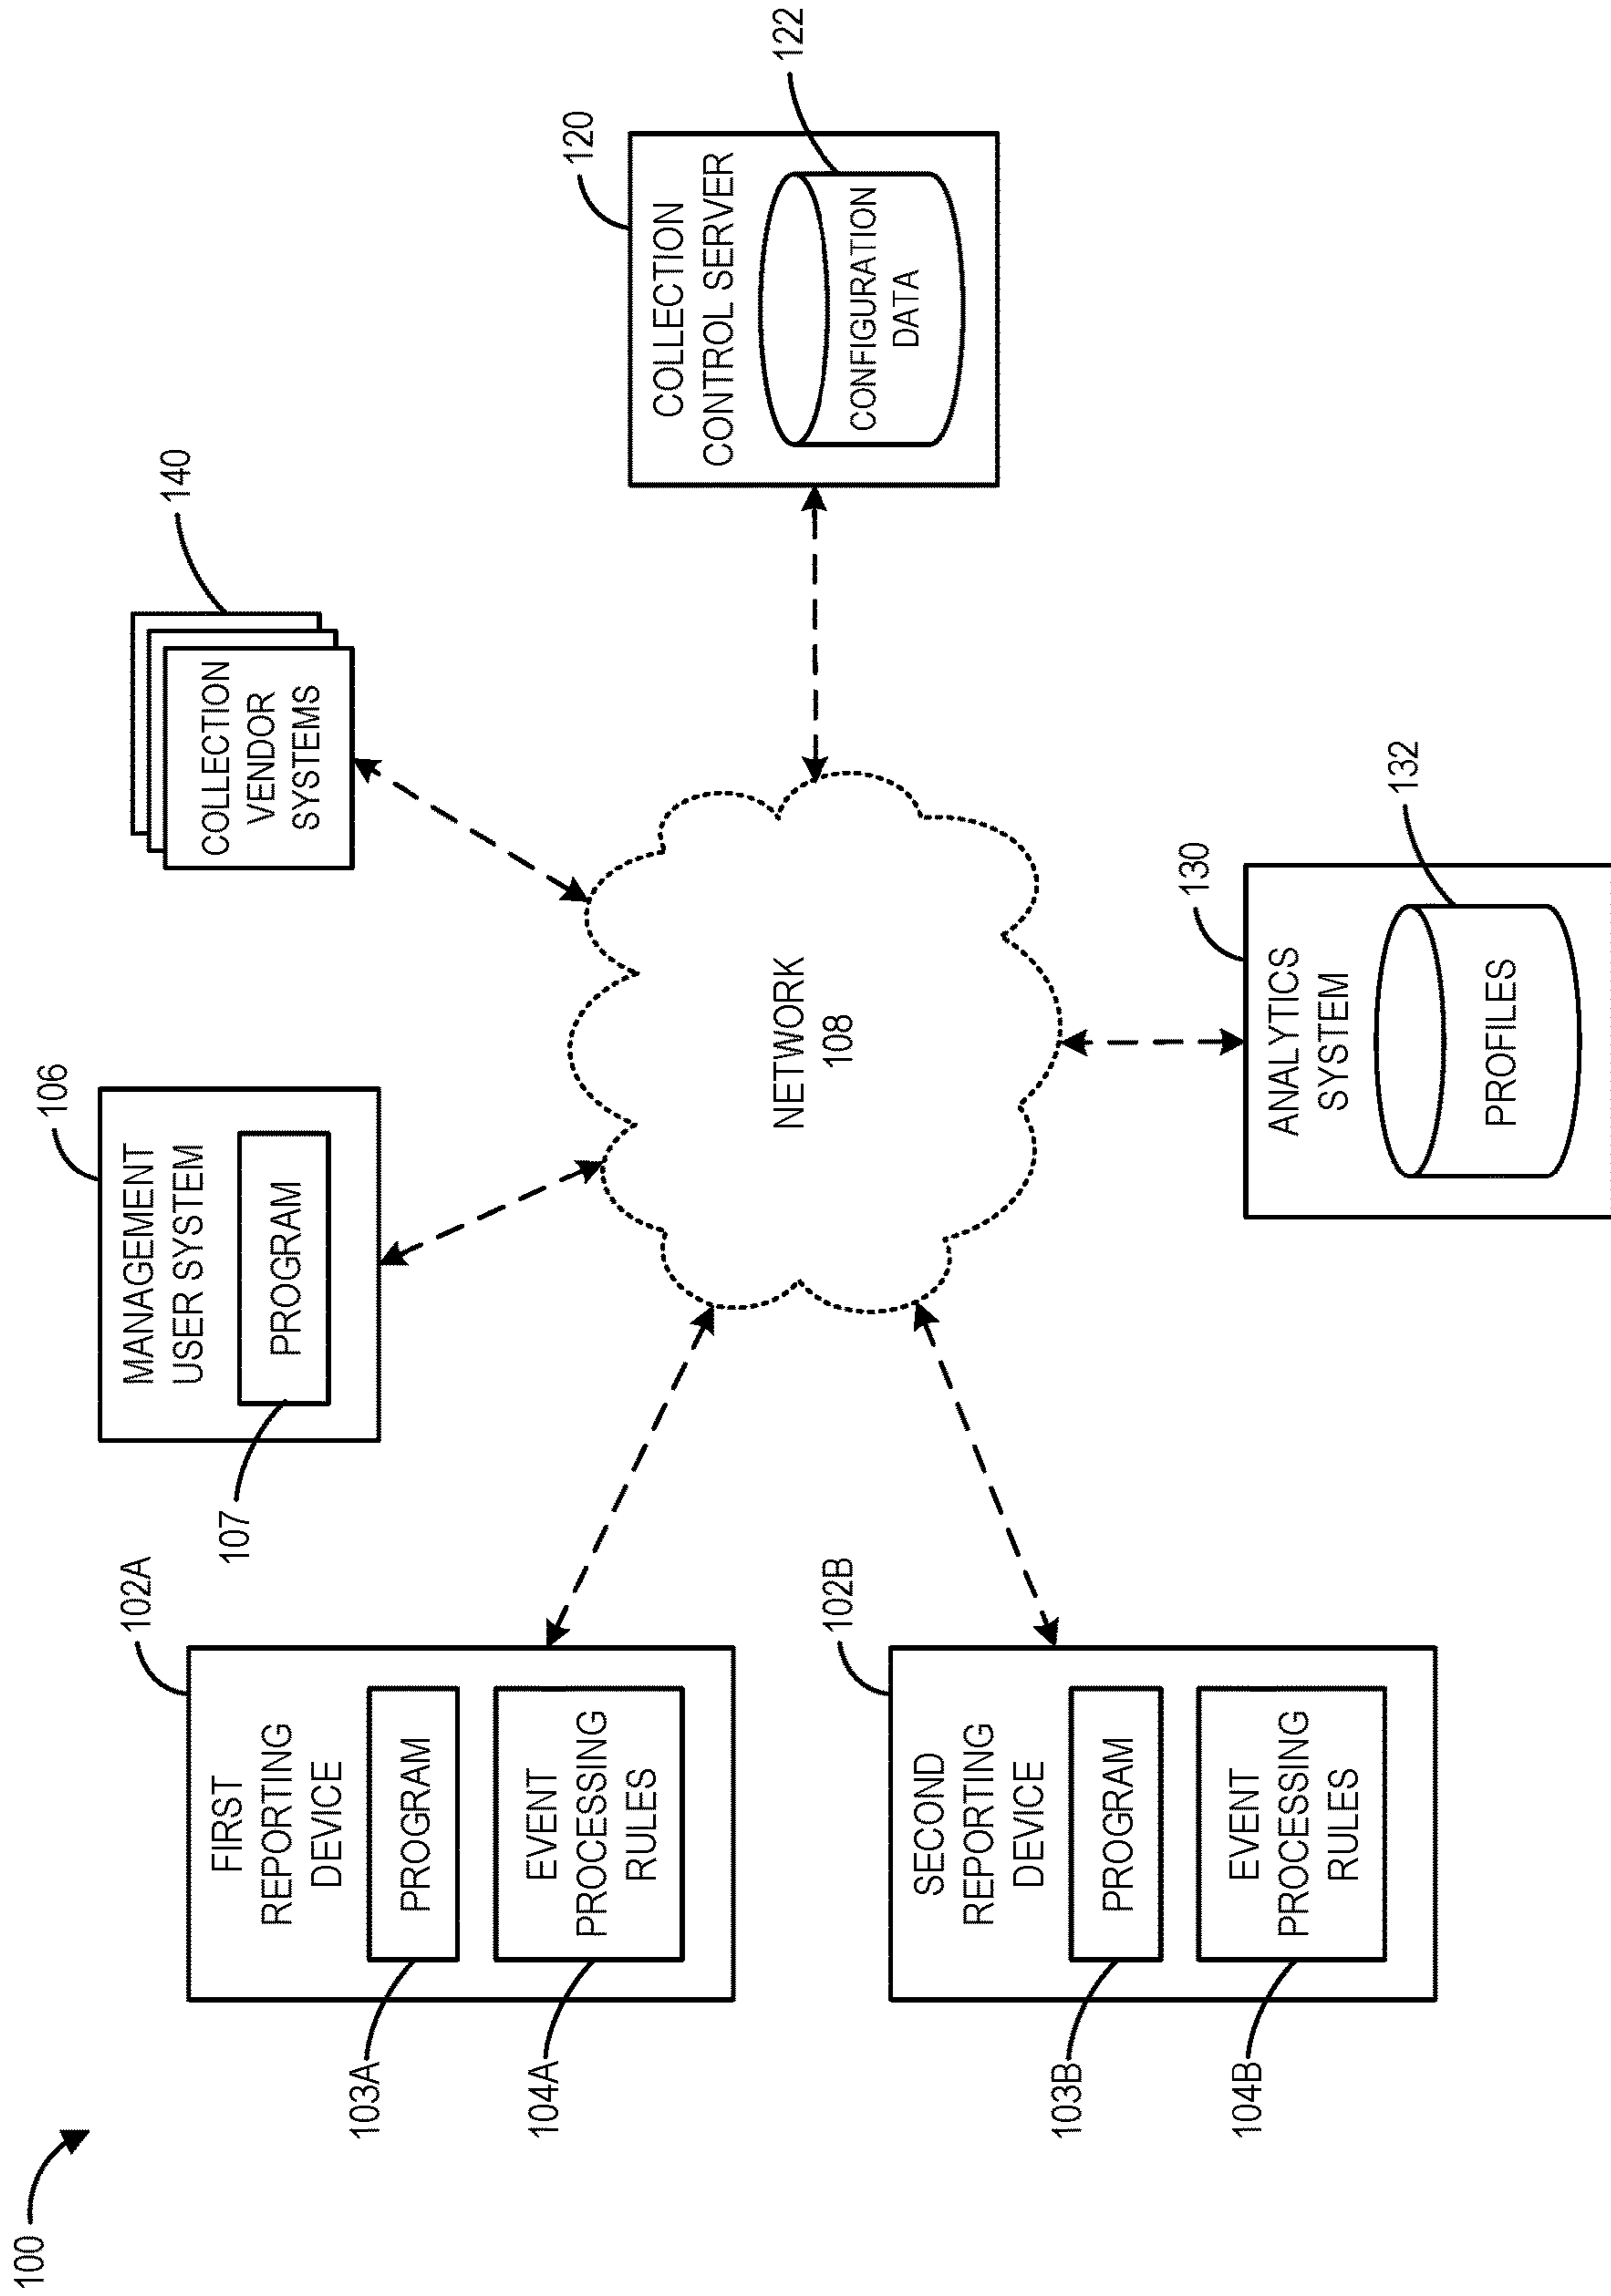 100
102A
FIRST
REPORTING
DEVICE
PROGRAM
103A
EVENT
PROCESSING
RULES
104A
106
MANAGEMENT
USER SYSTEM
PROGRAM
107
140
COLLECTION
VENDOR
SYSTEMS
120
COLLECTION
CONTROL SERVER
CONFIGURATION
DATA
122
NETWORK
108
102B
SECOND
REPORTING
DEVICE
PROGRAM
103B
EVENT
PROCESSING
RULES
104B
130
ANALYTICS
SYSTEM
PROFILES
132